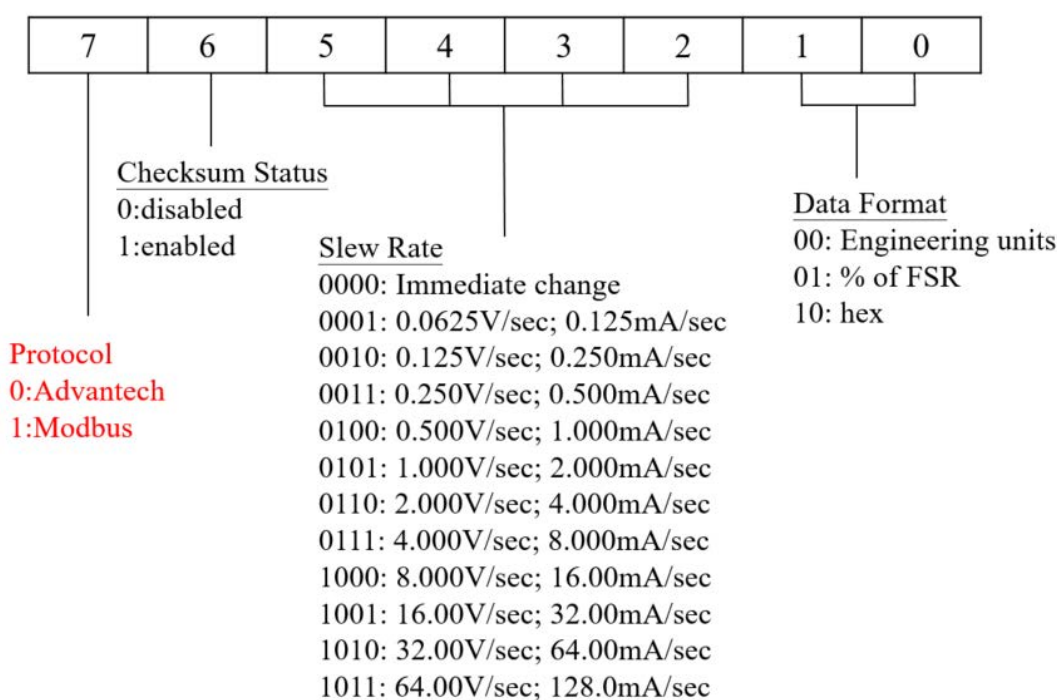 7 6 5 4 3 2 1 0
Checksum Status
0:disabled
1:enabled
Data Format
00: Engineering units
01: % of FSR
10: hex
Slew Rate
0000: Immediate change
0001: 0.0625V/sec; 0.125mA/sec
0010: 0.125V/sec; 0.250mA/sec
0011: 0.250V/sec; 0.500mA/sec
0100: 0.500V/sec; 1.000mA/sec
0101: 1.000V/sec; 2.000mA/sec
0110: 2.000V/sec; 4.000mA/sec
0111: 4.000V/sec; 8.000mA/sec
1000: 8.000V/sec; 16.00mA/sec
1001: 16.00V/sec; 32.00mA/sec
1010: 32.00V/sec; 64.00mA/sec
1011: 64.00V/sec; 128.0mA/sec
Protocol
0:Advantech
1:Modbus